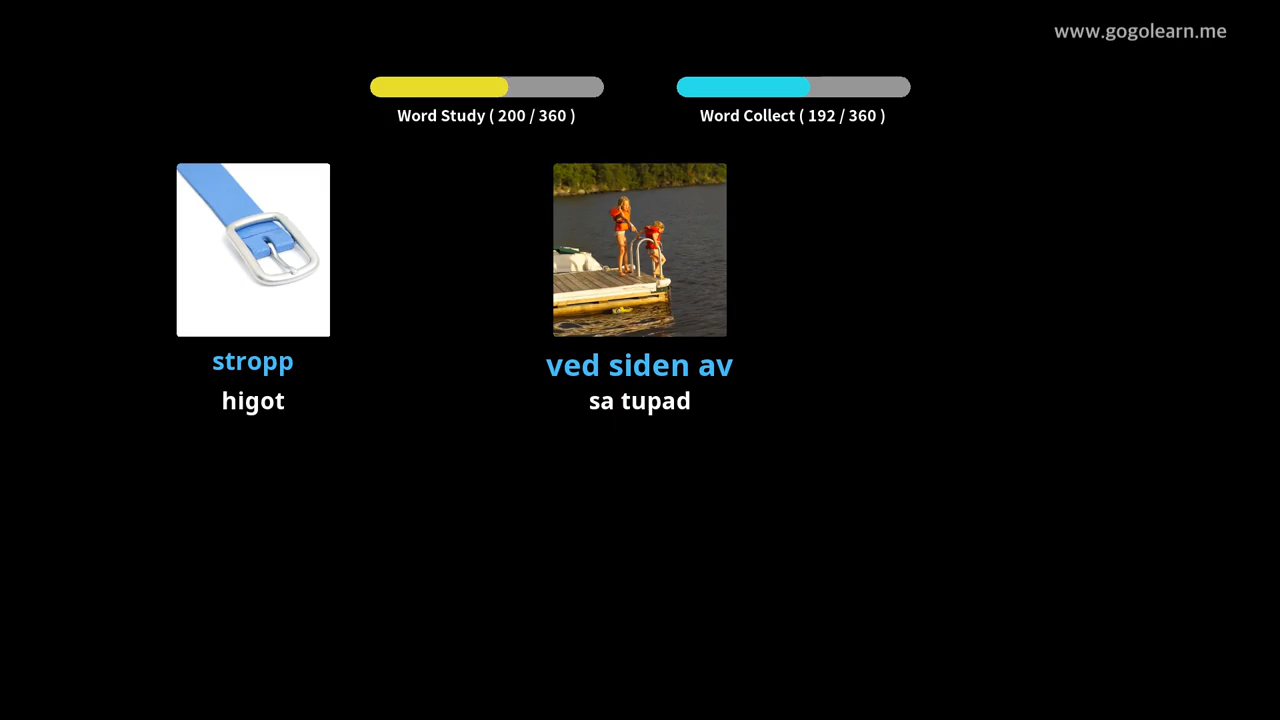 www.gogolearn.me
Word Study ( 200 / 360 )
Word Collect ( 192 / 360 )
stropp
higot
ved siden av
sa tupad